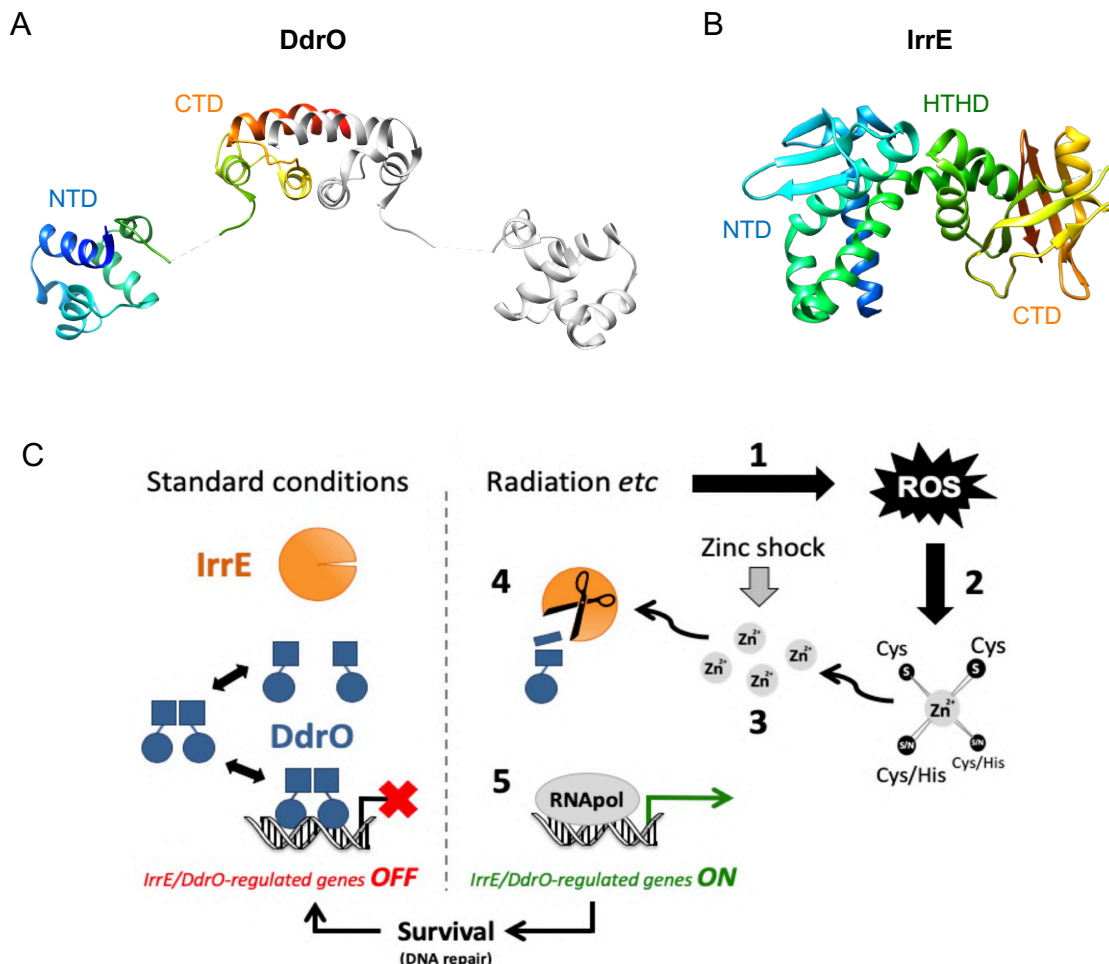 A
DdrO
CTD
NTD
B
IrrE
HTHD
NTD
CTD
C
Standard conditions
IrrE
DdrO
IrrE/DdrO-regulated genes OFF
Radiation etc
1
ROS
Zinc shock
2
4
Zn2+
Zn2+
Zn2+
Zn2+
3
Cys
Cys
S
S
Zn2+
S/N
S/N
Cys/His
Cys/His
5
RNApol
IrrE/DdrO-regulated genes ON
Survival
(DNA repair)